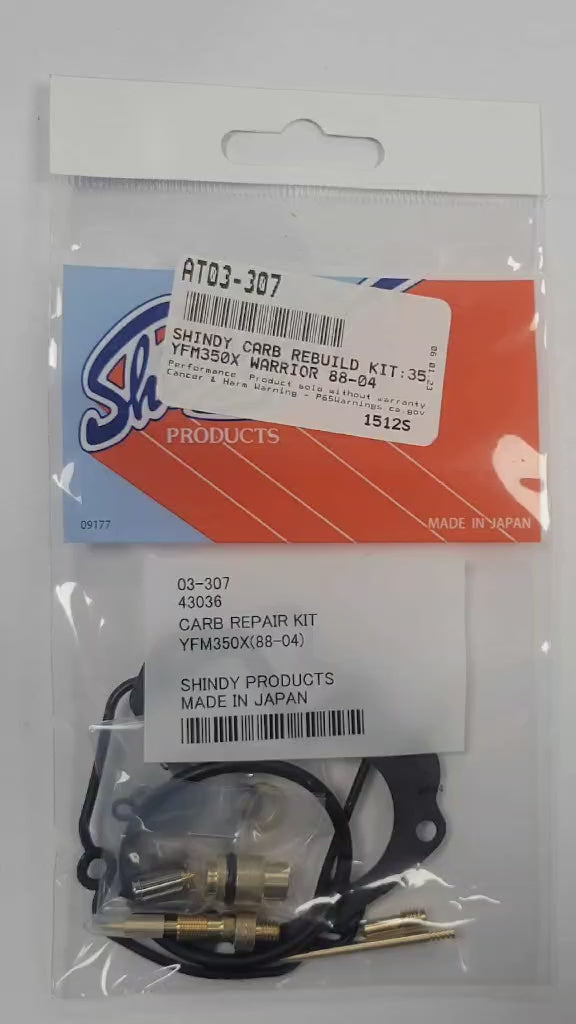 AT03-307
SHINDY CARB REBUILD KIT:35
YFM350X WARRIOR 88-04
Performance Product sold without warranty
Cancer & Harm Warning - P65Warnings.ca.gov
1512S
Sh
PRODUCTS
09177
MADE IN JAPAN
03-307
43036
CARB REPAIR KIT
YFM350X(88-04)
SHINDY PRODUCTS
MADE IN JAPAN